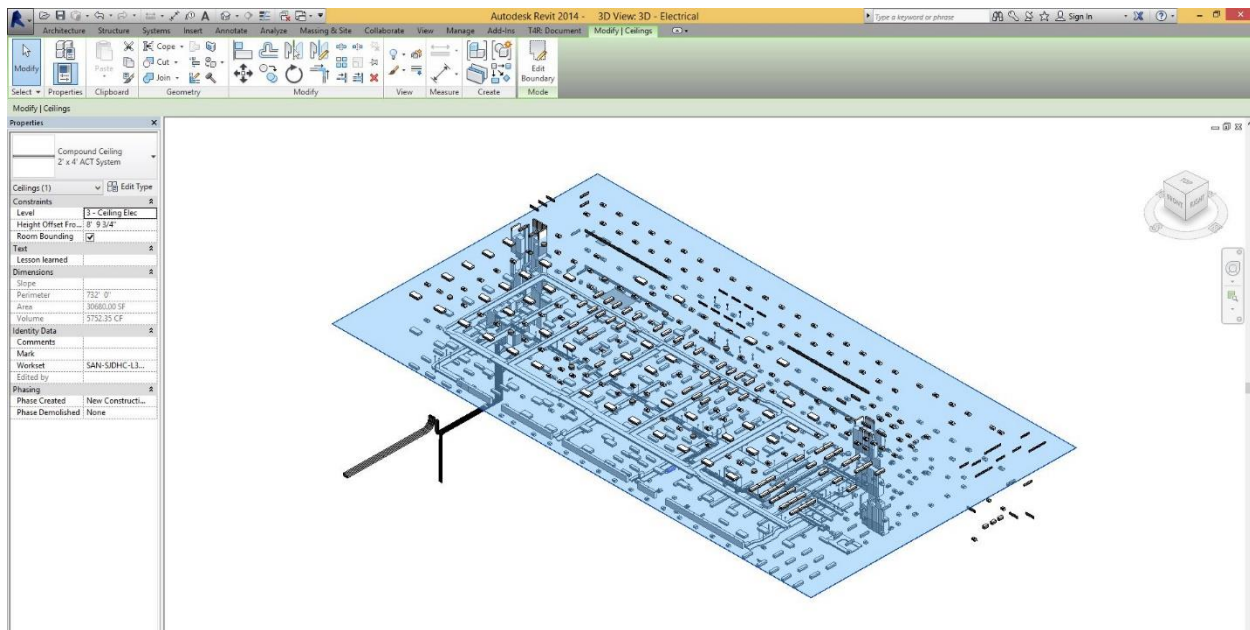 Autodesk Revit 2014 - 3D View: 3D - Electrical
Type a keyword or phrase
Sign In
Architecture Structure Systems Insert Annotate Analyze Massing & Site Collaborate View Manage Add-Ins T4R: Document Modify | Ceilings
Modify
Paste
Cope
Cut
Join
Edit
Boundary
Select Properties Clipboard Geometry Modify View Measure Create Mode
Modify | Ceilings
Properties
Compound Ceiling
2' x 4' ACT System
Ceilings (1) Edit Type
Constraints
Level 3 - Ceiling Elec
Height Offset Fro... 8' 9 3/4"
Room Bounding
Text
Lesson learned
Dimensions
Slope
Perimeter 732' 0"
Area 30680.00 SF
Volume 5752.35 CF
Identity Data
Comments
Mark
Workset SAN-SJDHC-L3...
Edited by
Phasing
Phase Created New Constructi...
Phase Demolished None
FRONT RIGHT